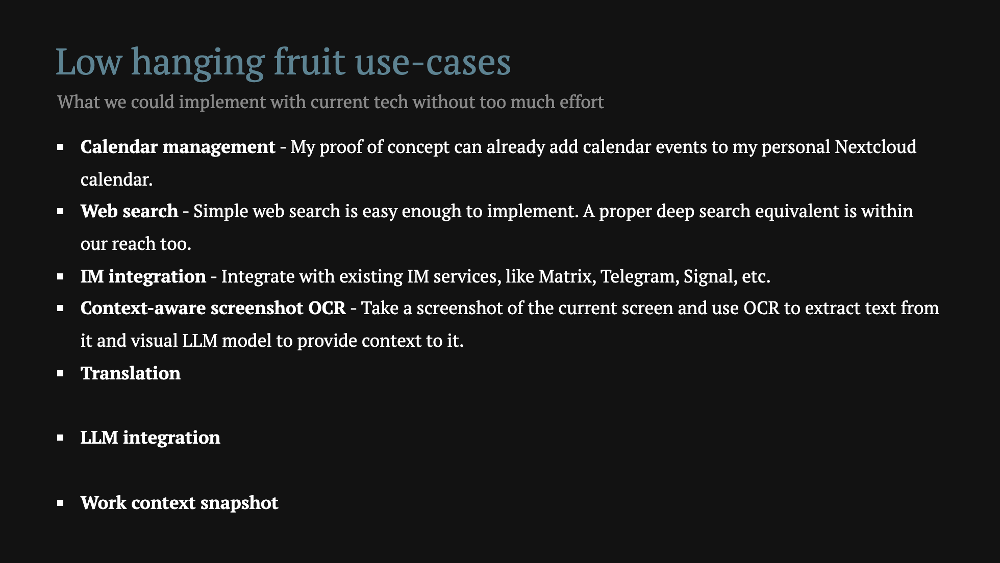 Low hanging fruit use-cases
What we could implement with current tech without too much effort
▪ Calendar management - My proof of concept can already add calendar events to my personal Nextcloud
calendar.
▪ Web search - Simple web search is easy enough to implement. A proper deep search equivalent is within
our reach too.
▪ IM integration - Integrate with existing IM services, like Matrix, Telegram, Signal, etc.
▪ Context-aware screenshot OCR - Take a screenshot of the current screen and use OCR to extract text from
it and visual LLM model to provide context to it.
▪ Translation
▪ LLM integration
▪ Work context snapshot